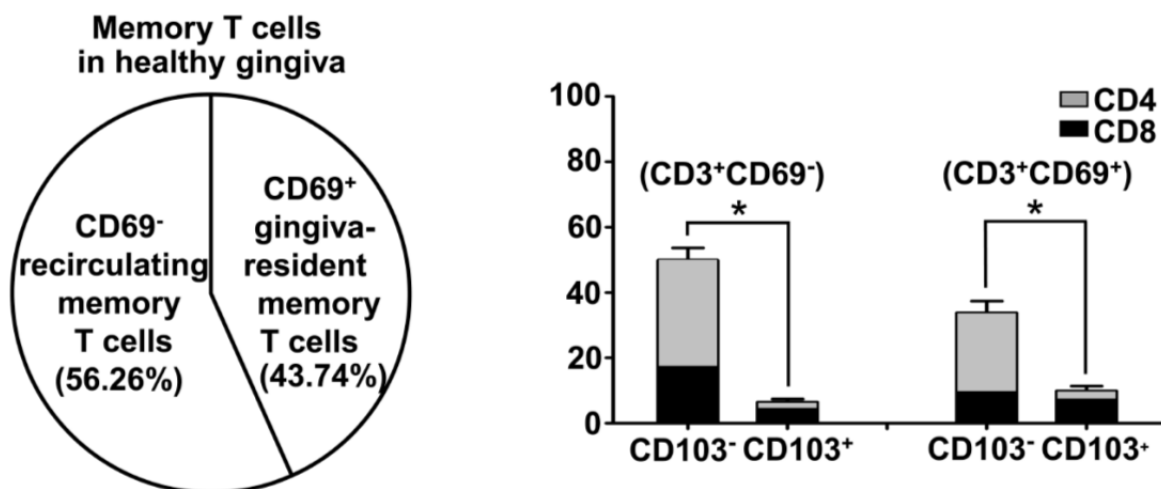 Memory T cells
in healthy gingiva
CD69⁻
recirculating
memory
T cells
(56.26%)
CD69⁺
gingiva-
resident
memory
T cells
(43.74%)
100
80
60
40
20
0
CD4
CD8
(CD3⁺CD69⁻)
*
(CD3⁺CD69⁺)
*
CD103⁻ CD103⁺
CD103⁻ CD103⁺